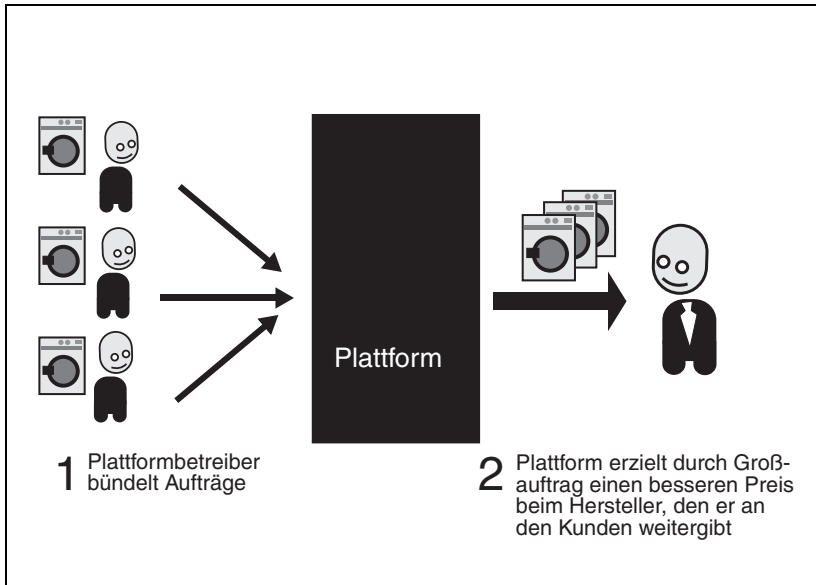 Plattform
1 Plattformbetreiber
bündelt Aufträge
2 Plattform erzielt durch Groß-
auftrag einen besseren Preis
beim Hersteller, den er an
den Kunden weitergibt